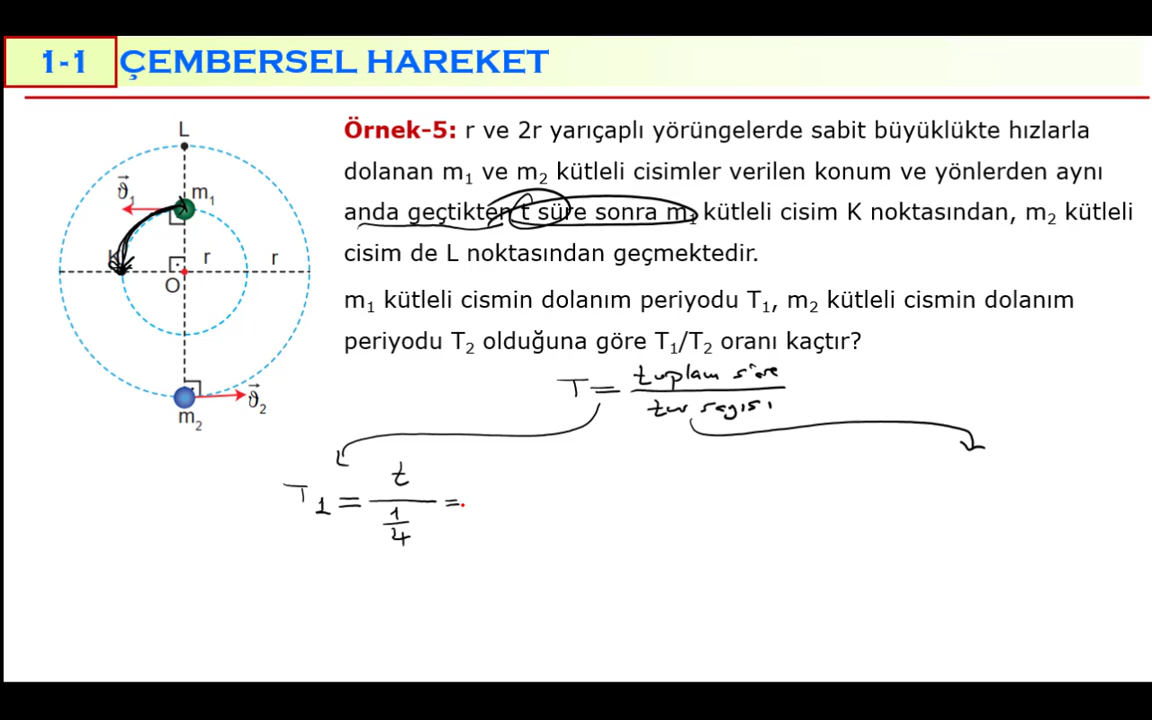 1-1 ÇEMBERSEL HAREKET
Örnek-5: r ve 2r yarıçaplı yörüngelerde sabit büyüklükte hızlarla
dolanan m₁ ve m₂ kütleli cisimler verilen konum ve yönlerden aynı
anda geçtikten t süre sonra m₁ kütleli cisim K noktasından, m₂ kütleli
cisim de L noktasından geçmektedir.
m₁ kütleli cismin dolanım periyodu T₁, m₂ kütleli cismin dolanım
periyodu T₂ olduğuna göre T₁/T₂ oranı kaçtır?
L
ϑ⃗₁ m₁
K r r
O
ϑ⃗₂
m₂
T = toplam süre / tur sayısı
T₁ = t / (1/4) =